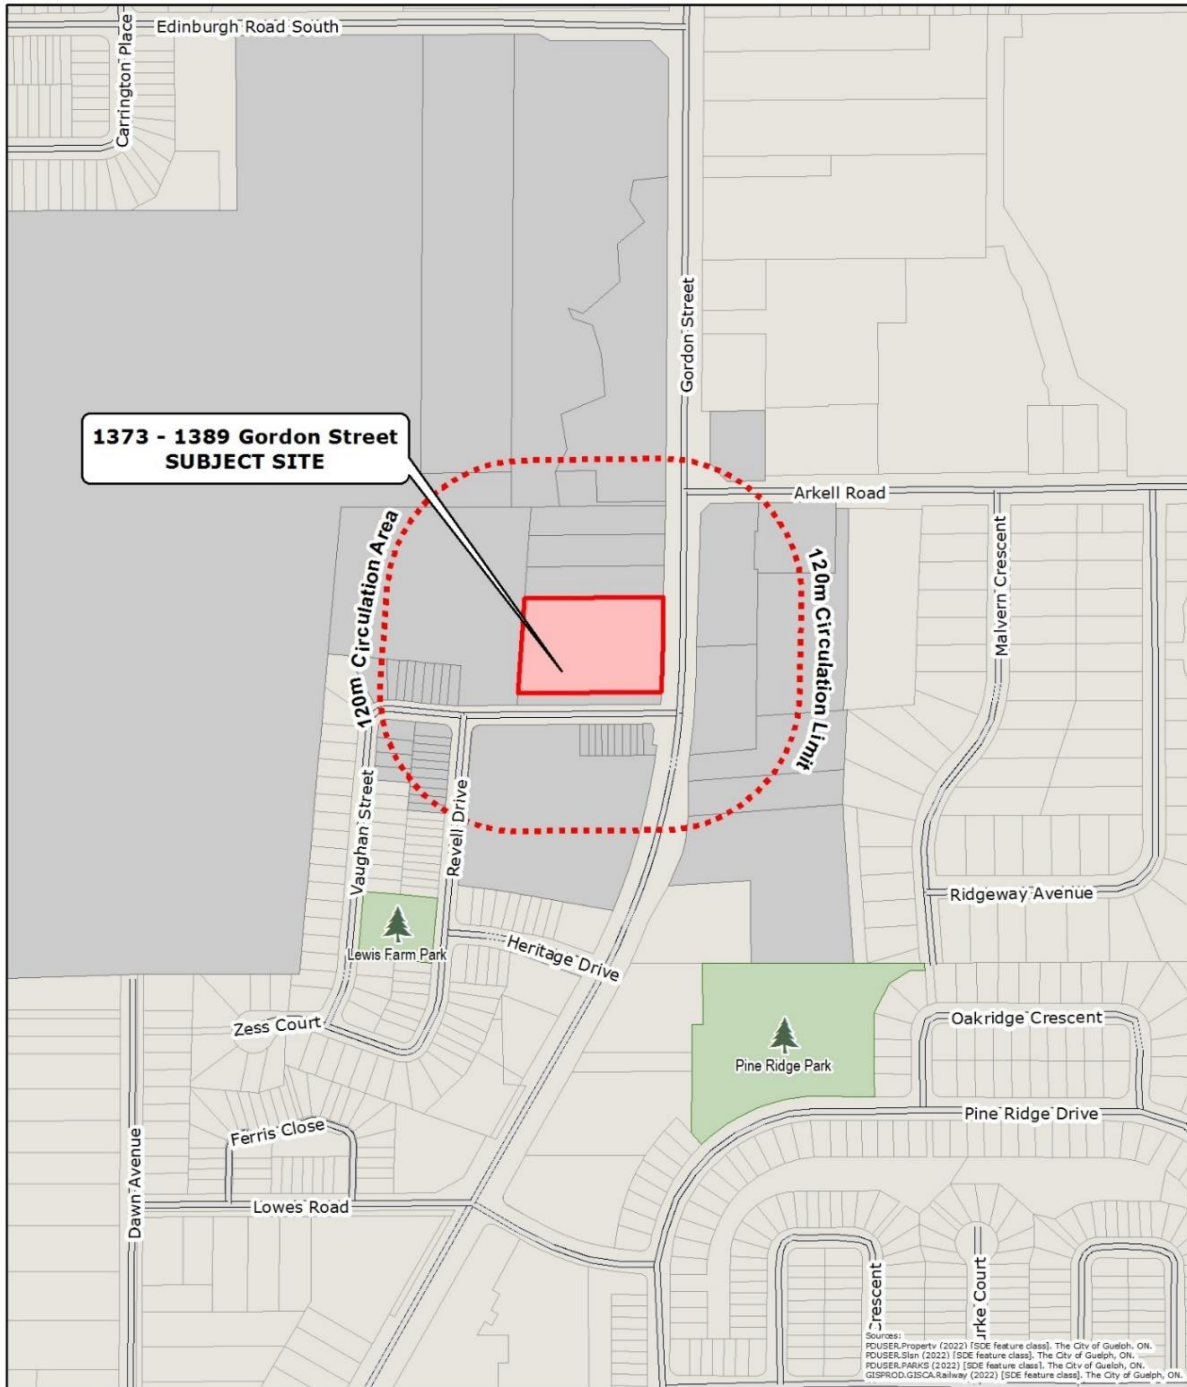 Edinburgh Road South
Carrington Place
Gordon Street
1373 - 1389 Gordon Street
SUBJECT SITE
Arkell Road
120m Circulation Area
120m Circulation Limit
Malvern Crescent
Vaughan Street
Revell Drive
Ridgeway Avenue
Lewis Farm Park
Heritage Drive
Zess Court
Oakridge Crescent
Pine Ridge Park
Pine Ridge Drive
Ferris Close
Dawn Avenue
Lowes Road
Crescent
urke Court
Sources:
PDUSER.Property (2022) [SDE feature class]. The City of Guelph, ON.
PDUSER.Slsn (2022) [SDE feature class]. The City of Guelph, ON.
PDUSER.PARKS (2022) [SDE feature class]. The City of Guelph, ON.
GISPROD.GISCA.Railway (2022) [SDE feature class]. The City of Guelph, ON.